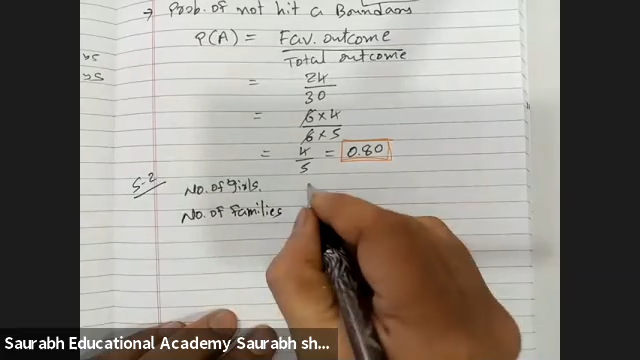 → Prob. of not hit a Boundary
P(A) = Fav. outcome
Total outcome
= 24
30
= 6 x 4
6 x 5
= 4 = 0.80
5
S-2
No. of girls.
No. of families
Saurabh Educational Academy Saurabh sh...